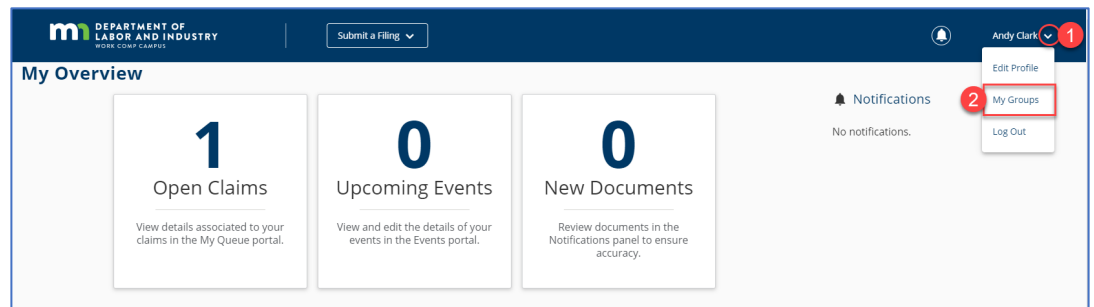 DEPARTMENT OF
LABOR AND INDUSTRY
WORK COMP CAMPUS
Submit a Filing
Andy Clark
1
My Overview
Edit Profile
2
My Groups
Log Out
Notifications
No notifications.
1
Open Claims
View details associated to your
claims in the My Queue portal.
0
Upcoming Events
View and edit the details of your
events in the Events portal.
0
New Documents
Review documents in the
Notifications panel to ensure
accuracy.